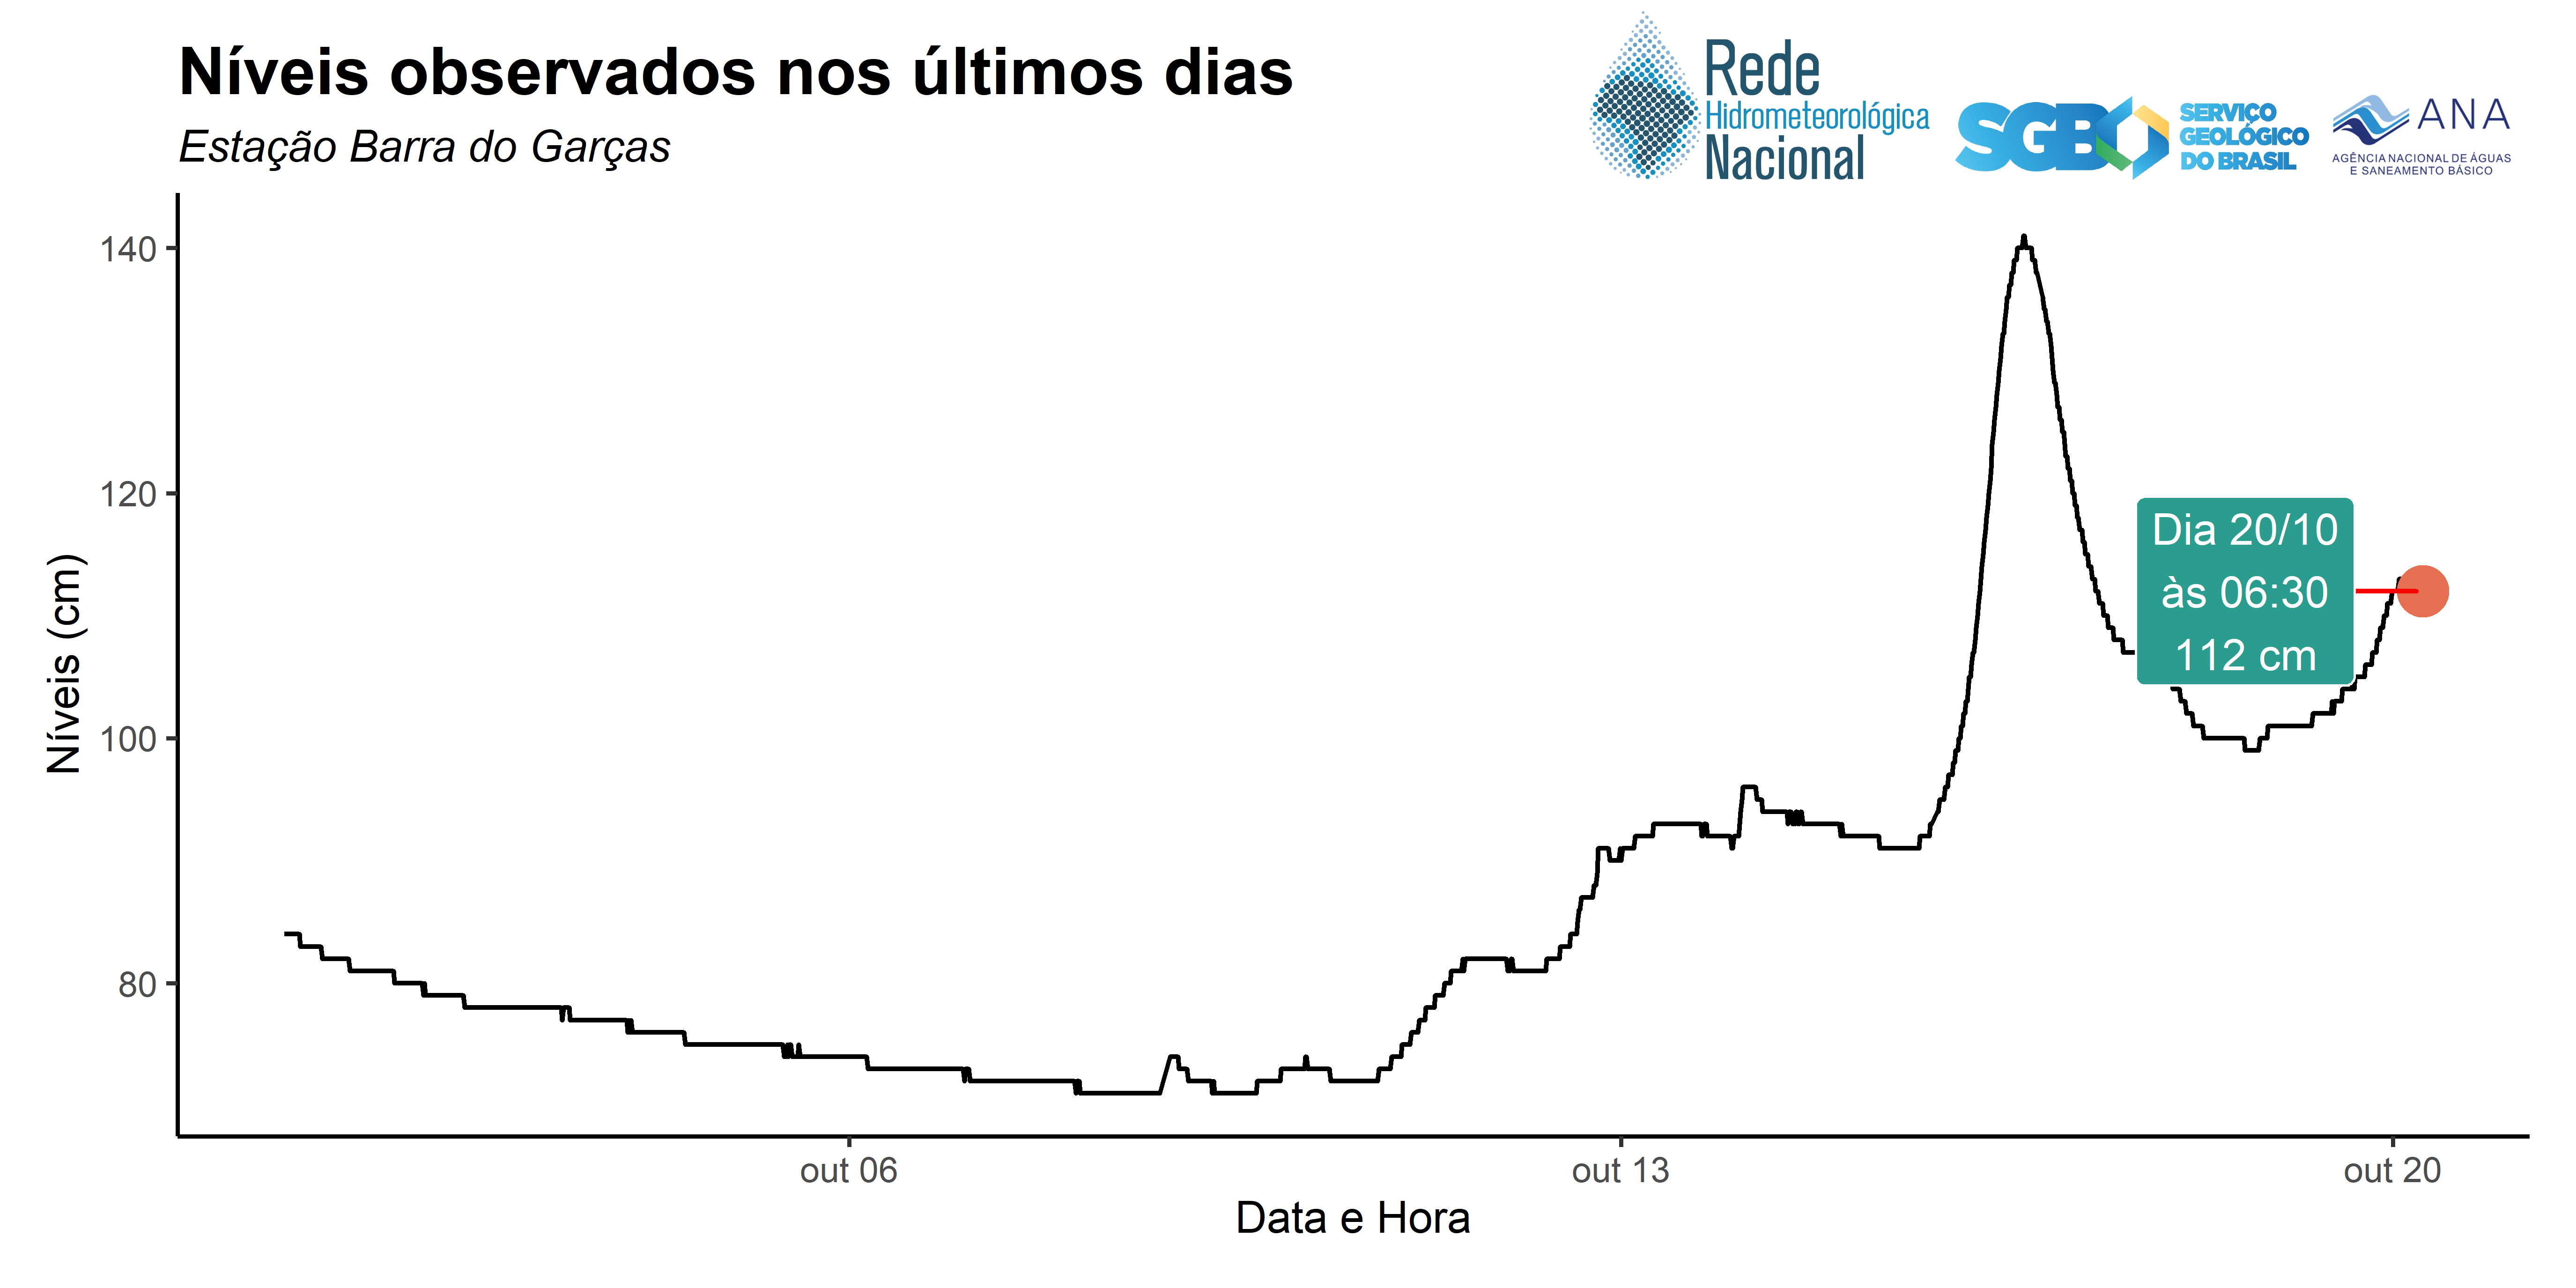 Níveis observados nos últimos dias
Estação Barra do Garças
Rede
Hidrometeorológica
Nacional
SGB
SERVIÇO
GEOLÓGICO
DO BRASIL
ANA
AGÊNCIA NACIONAL DE ÁGUAS
E SANEAMENTO BÁSICO
Níveis (cm)
140
120
100
80
Dia 20/10
às 06:30
112 cm
out 06
out 13
out 20
Data e Hora